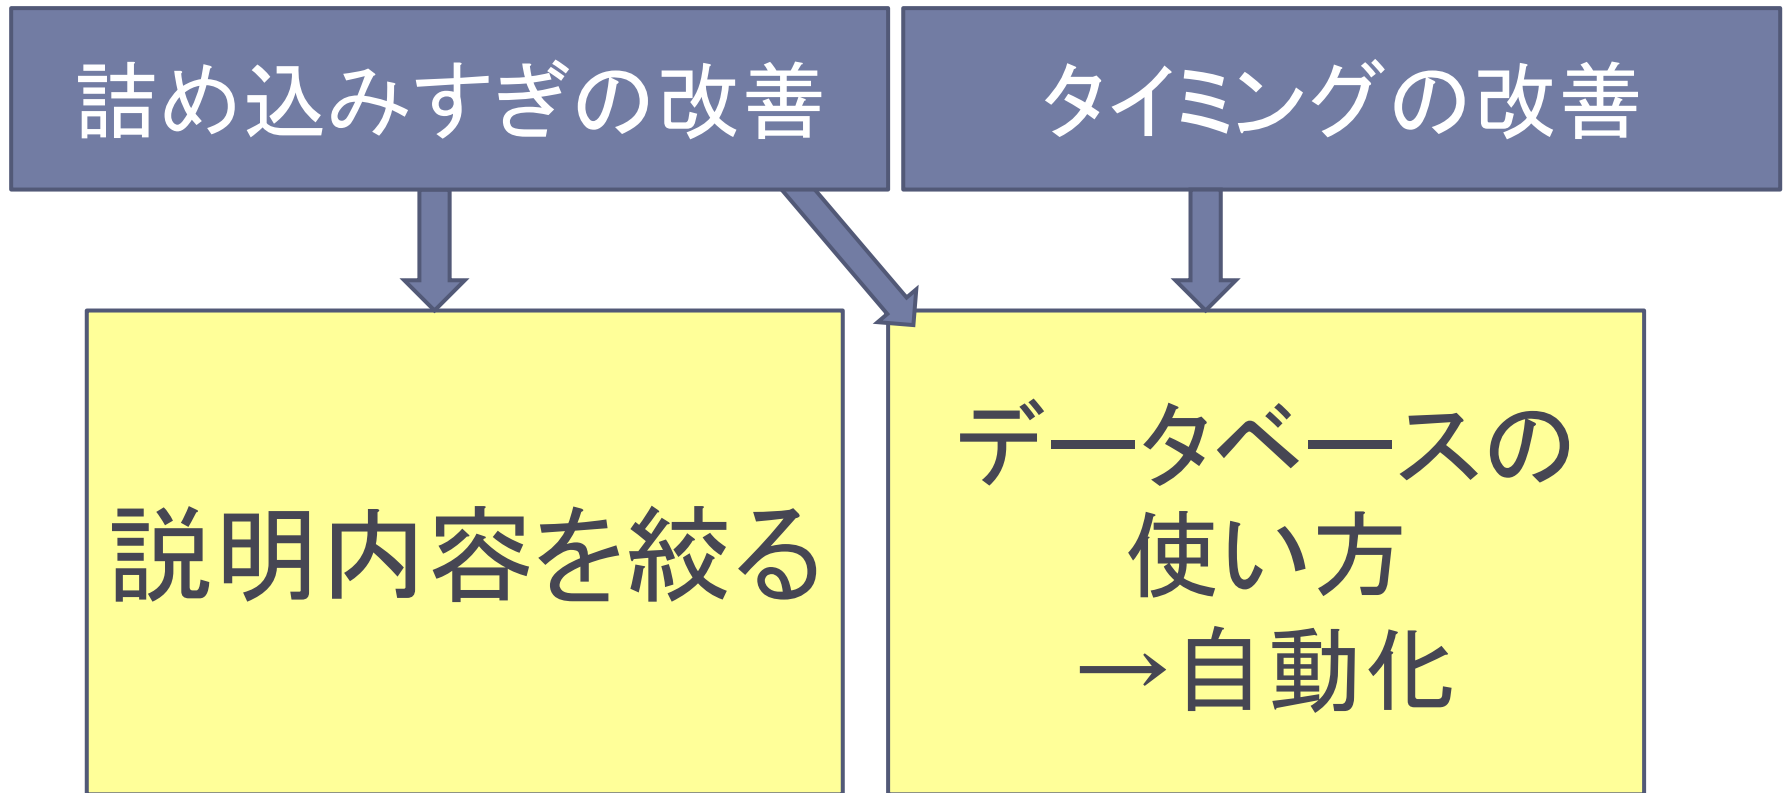 詰め込みすぎの改善
タイミングの改善
説明内容を絞る
データベースの
使い方
→自動化